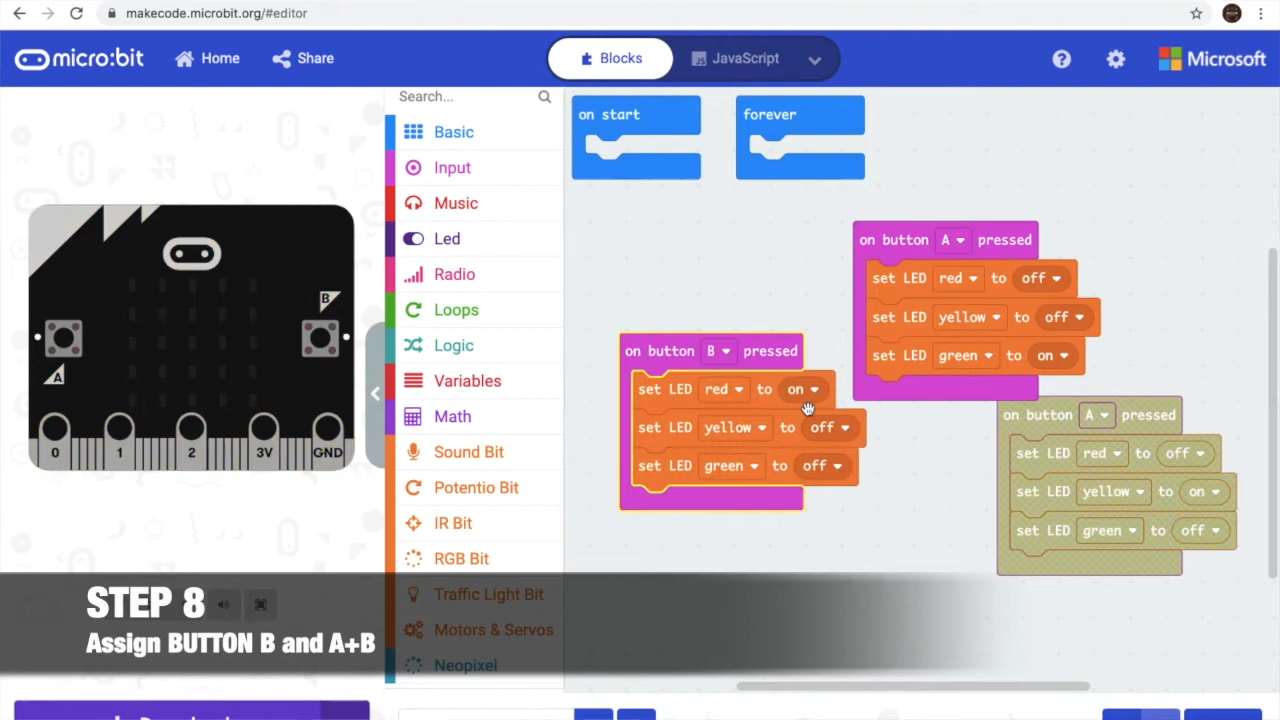 makecode.microbit.org/#editor
micro:bit
Home
Share
Blocks
JavaScript
Microsoft
Search...
Basic
Input
Music
Led
Radio
Loops
Logic
Variables
Math
Sound Bit
Potentio Bit
IR Bit
RGB Bit
Traffic Light Bit
Motors & Servos
Neopixel
B
A
0 1 2 3V GND
on start
forever
on button A pressed
set LED red to off
set LED yellow to off
set LED green to on
on button B pressed
set LED red to on
set LED yellow to off
set LED green to off
on button A pressed
set LED red to off
set LED yellow to on
set LED green to off
STEP 8
Assign BUTTON B and A+B